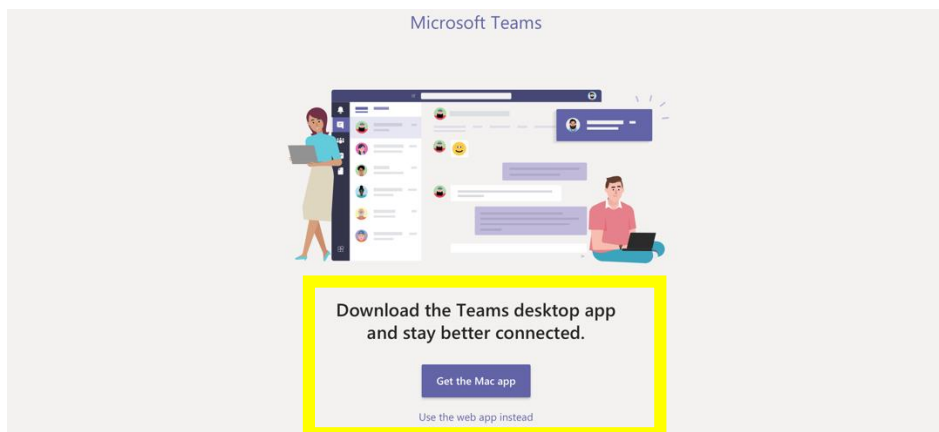 Microsoft Teams
Download the Teams desktop app
and stay better connected.
Get the Mac app
Use the web app instead